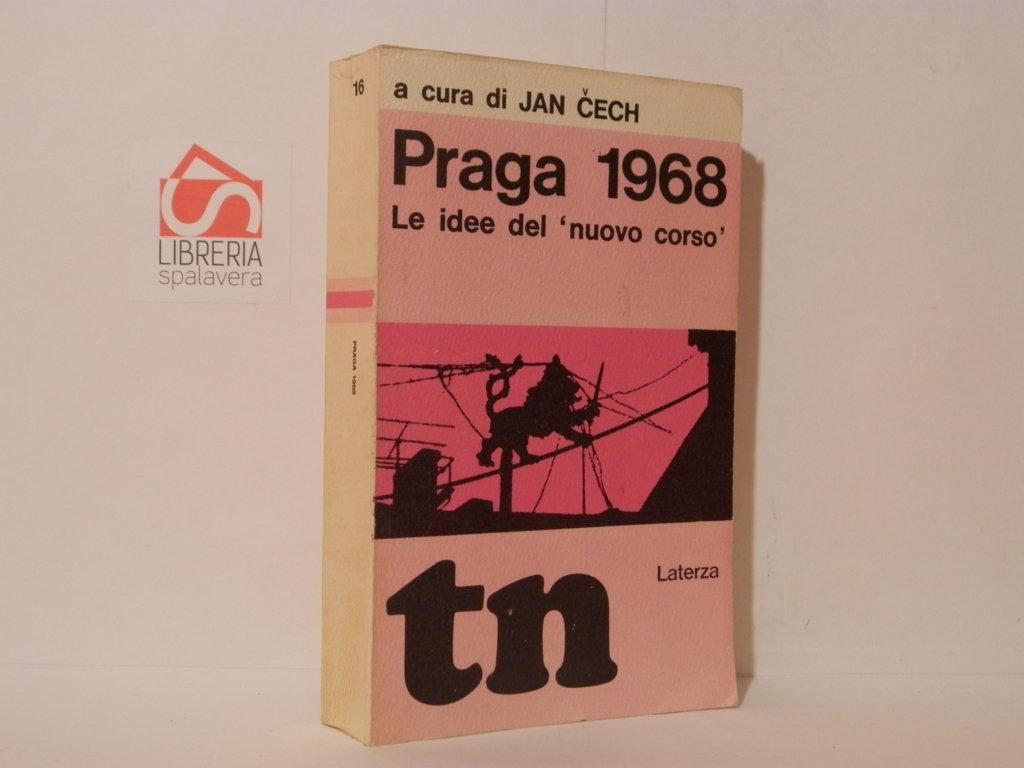 LIBRERIA
spalavera
16
PRAGA 1968
a cura di JAN ČECH
Praga 1968
Le idee del ‘nuovo corso’
Laterza
tn